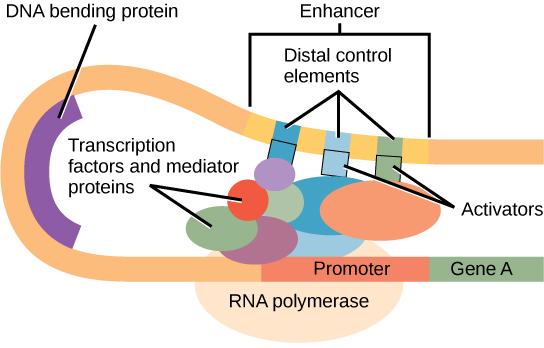 DNA bending protein
Enhancer
Distal control
elements
Transcription
factors and mediator
proteins
Activators
Promoter
Gene A
RNA polymerase